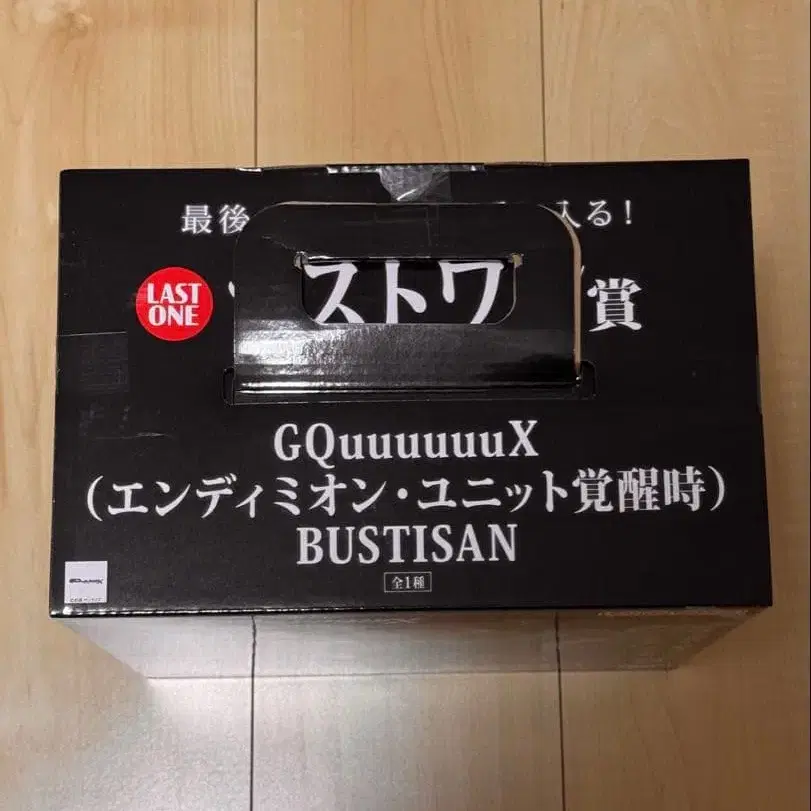 最後 入る!
LAST
ONE
ストワ 賞
GQuuuuuuX
(エンディミオン・ユニット覚醒時)
BUSTISAN
全1種